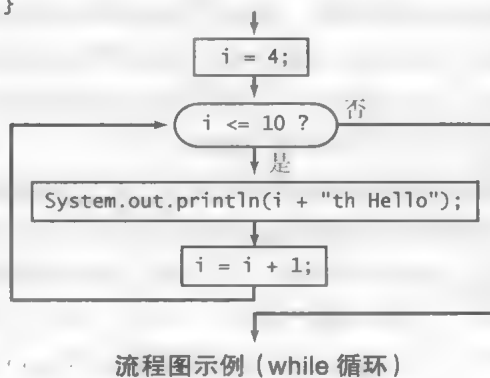 }
i = 4;
i <= 10 ?
否
是
System.out.println(i + "th Hello");
i = i + 1;
流程图示例（while 循环）